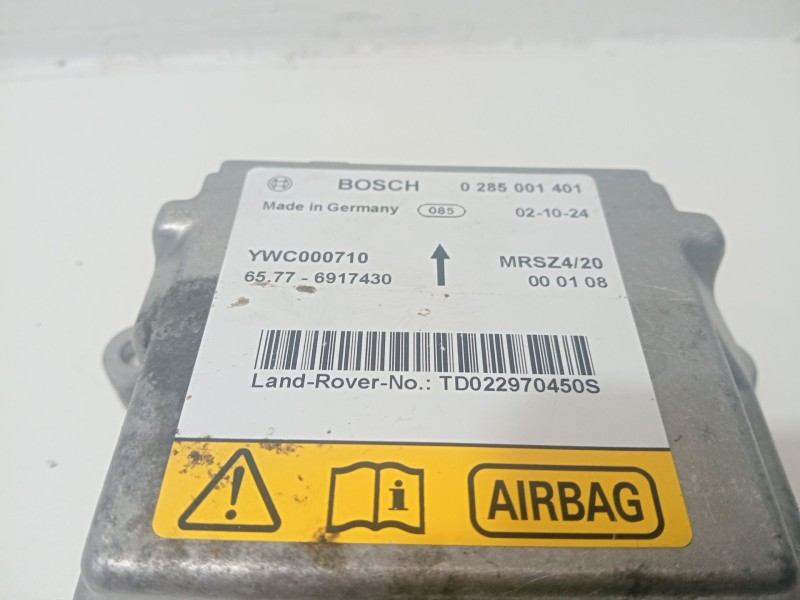 BOSCH 0 285 001 401
Made in Germany 085 02-10-24
YWC000710 MRSZ4/20
65.77 - 6917430 00 01 08
Land-Rover-No.: TD022970450S
i AIRBAG